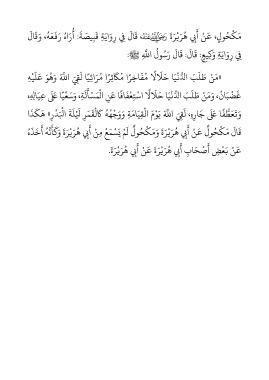 مَكْحُولٍ، عَنْ أَبِي هُرَيْرَةَ رَضِيَ اللَّهُ عَنْهُ قَالَ فِي رِوَايَةِ قَبِيصَةَ: أُرَاهُ رَفَعَهُ، وَقَالَ
فِي رِوَايَةِ وَكِيعٍ: قَالَ: قَالَ رَسُولُ اللَّهِ ﷺ:
«مَنْ طَلَبَ الدُّنْيَا حَلَالًا مُفَاخِرًا مُكَاثِرًا مُرَائِيًا لَقِيَ اللَّهَ وَهُوَ عَلَيْهِ
غَضْبَانُ، وَمَنْ طَلَبَ الدُّنْيَا حَلَالًا اسْتِعْفَافًا عَنِ الْمَسْأَلَةِ، وَسَعْيًا عَلَى عِيَالِهِ،
وَتَعَطُّفًا عَلَى جَارِهِ، لَقِيَ اللَّهَ يَوْمَ الْقِيَامَةِ وَوَجْهُهُ كَالْقَمَرِ لَيْلَةَ الْبَدْرِ» هَكَذَا
قَالَ مَكْحُولٌ عَنْ أَبِي هُرَيْرَةَ وَمَكْحُولٌ لَمْ يَسْمَعْ مِنْ أَبِي هُرَيْرَةَ وَكَأَنَّهُ أَخَذَهُ
عَنْ بَعْضِ أَصْحَابِ أَبِي هُرَيْرَةَ عَنْ أَبِي هُرَيْرَةَ.